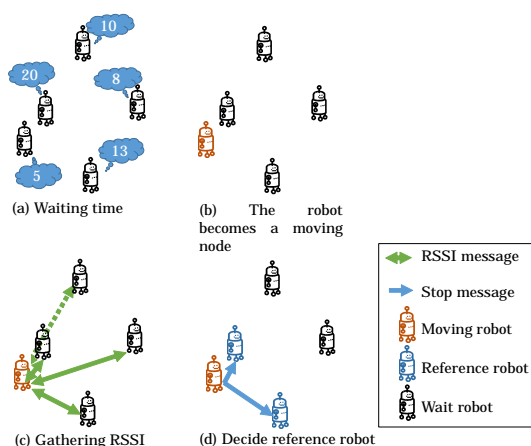 10
20
8
13
5
(a) Waiting time
(b) The robot
becomes a moving
node
RSSI message
Stop message
Moving robot
Reference robot
Wait robot
(c) Gathering RSSI
(d) Decide reference robot